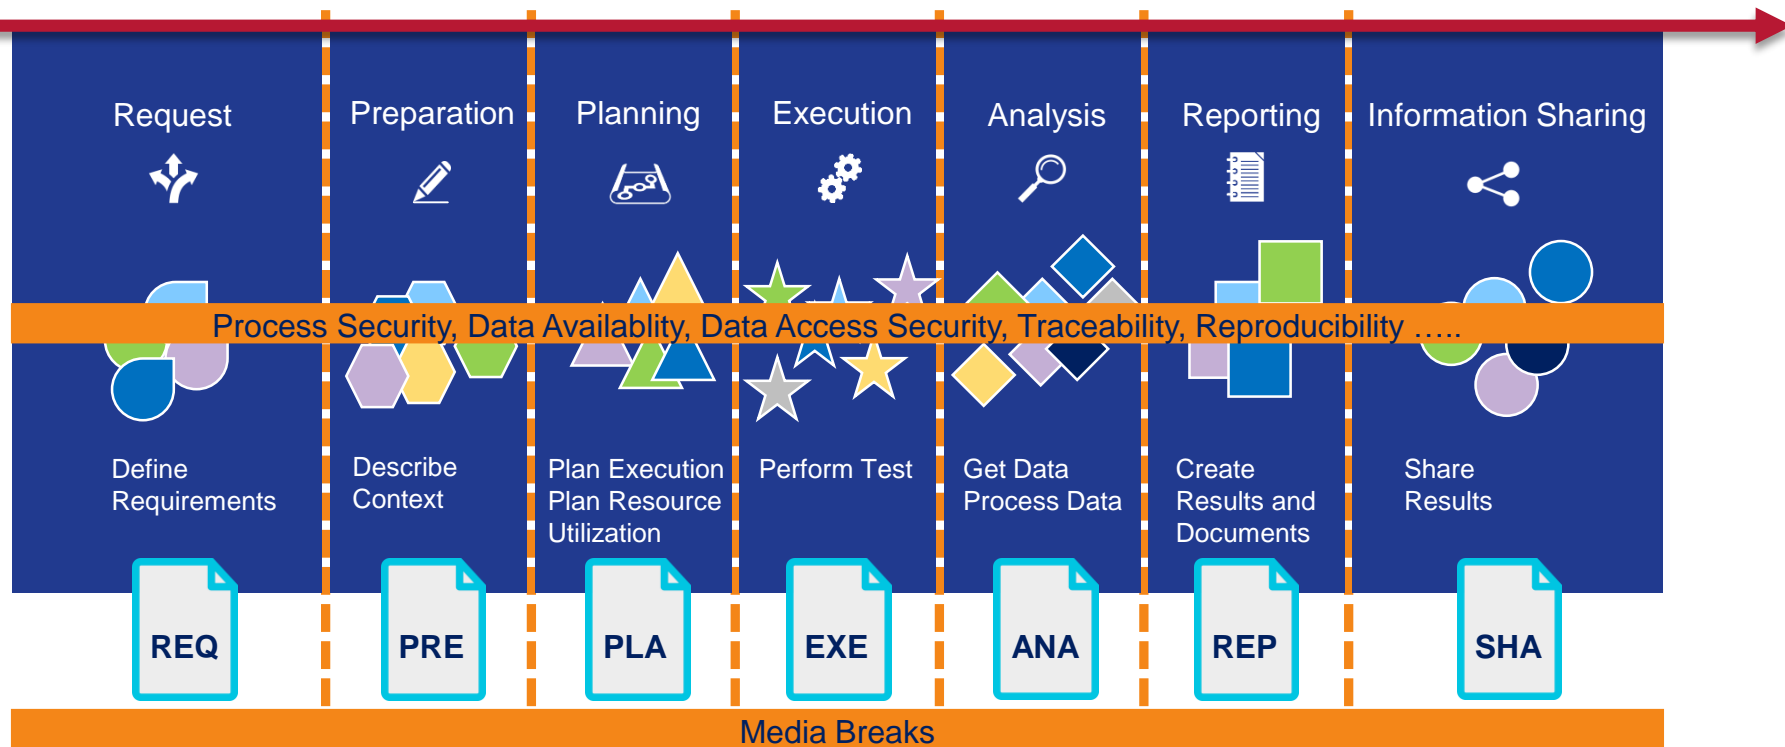 Request
Preparation
Planning
Execution
Analysis
Reporting
Information Sharing
Process Security, Data Availablity, Data Access Security, Traceability, Reproducibility …..
Define
Requirements
Describe
Context
Plan Execution
Plan Resource
Utilization
Perform Test
Get Data
Process Data
Create
Results and
Documents
Share
Results
REQ
PRE
PLA
EXE
ANA
REP
SHA
Media Breaks